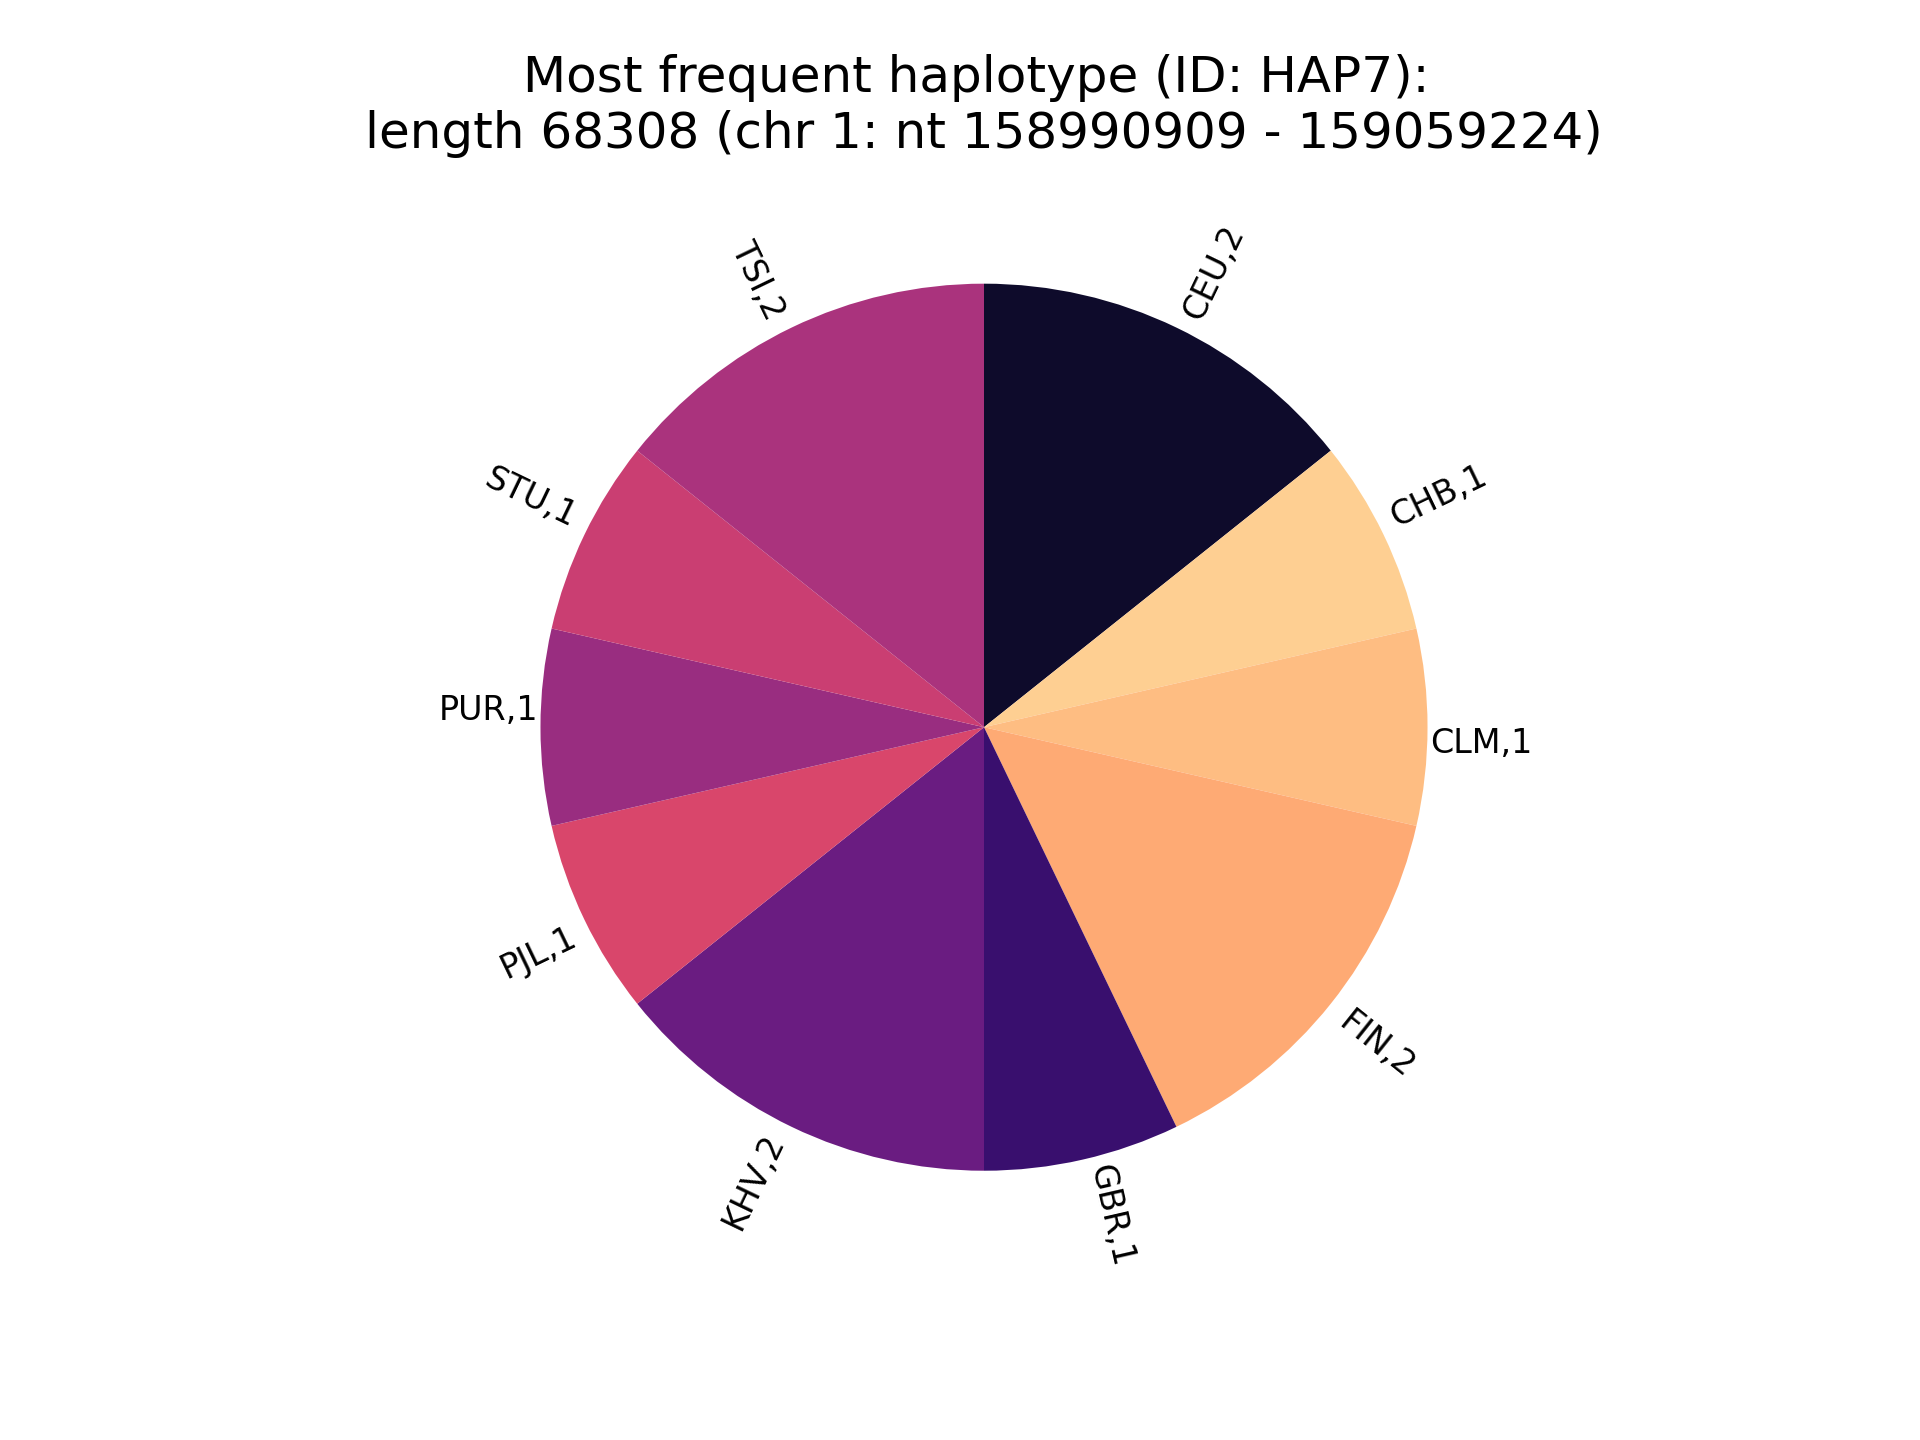 Most frequent haplotype (ID: HAP7):
length 68308 (chr 1: nt 158990909 - 159059224)
CEU,2
CHB,1
CLM,1
FIN,2
GBR,1
KHV,2
PJL,1
PUR,1
STU,1
TSI,2